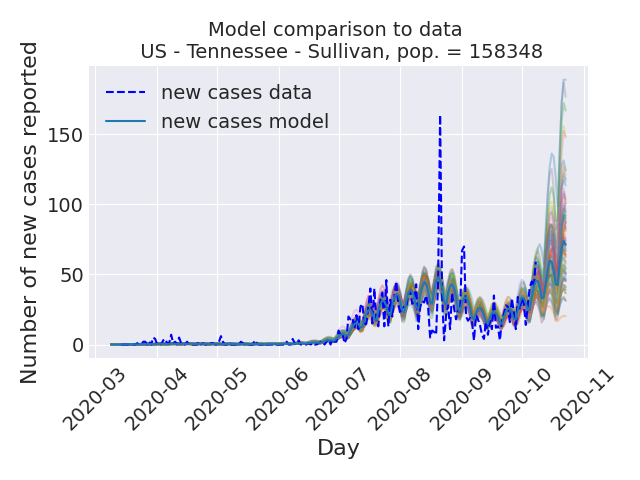 Model comparison to data
US - Tennessee - Sullivan, pop. = 158348
Number of new cases reported
new cases data
new cases model
150
100
50
0
2020-03
2020-04
2020-05
2020-06
2020-07
2020-08
2020-09
2020-10
2020-11
Day